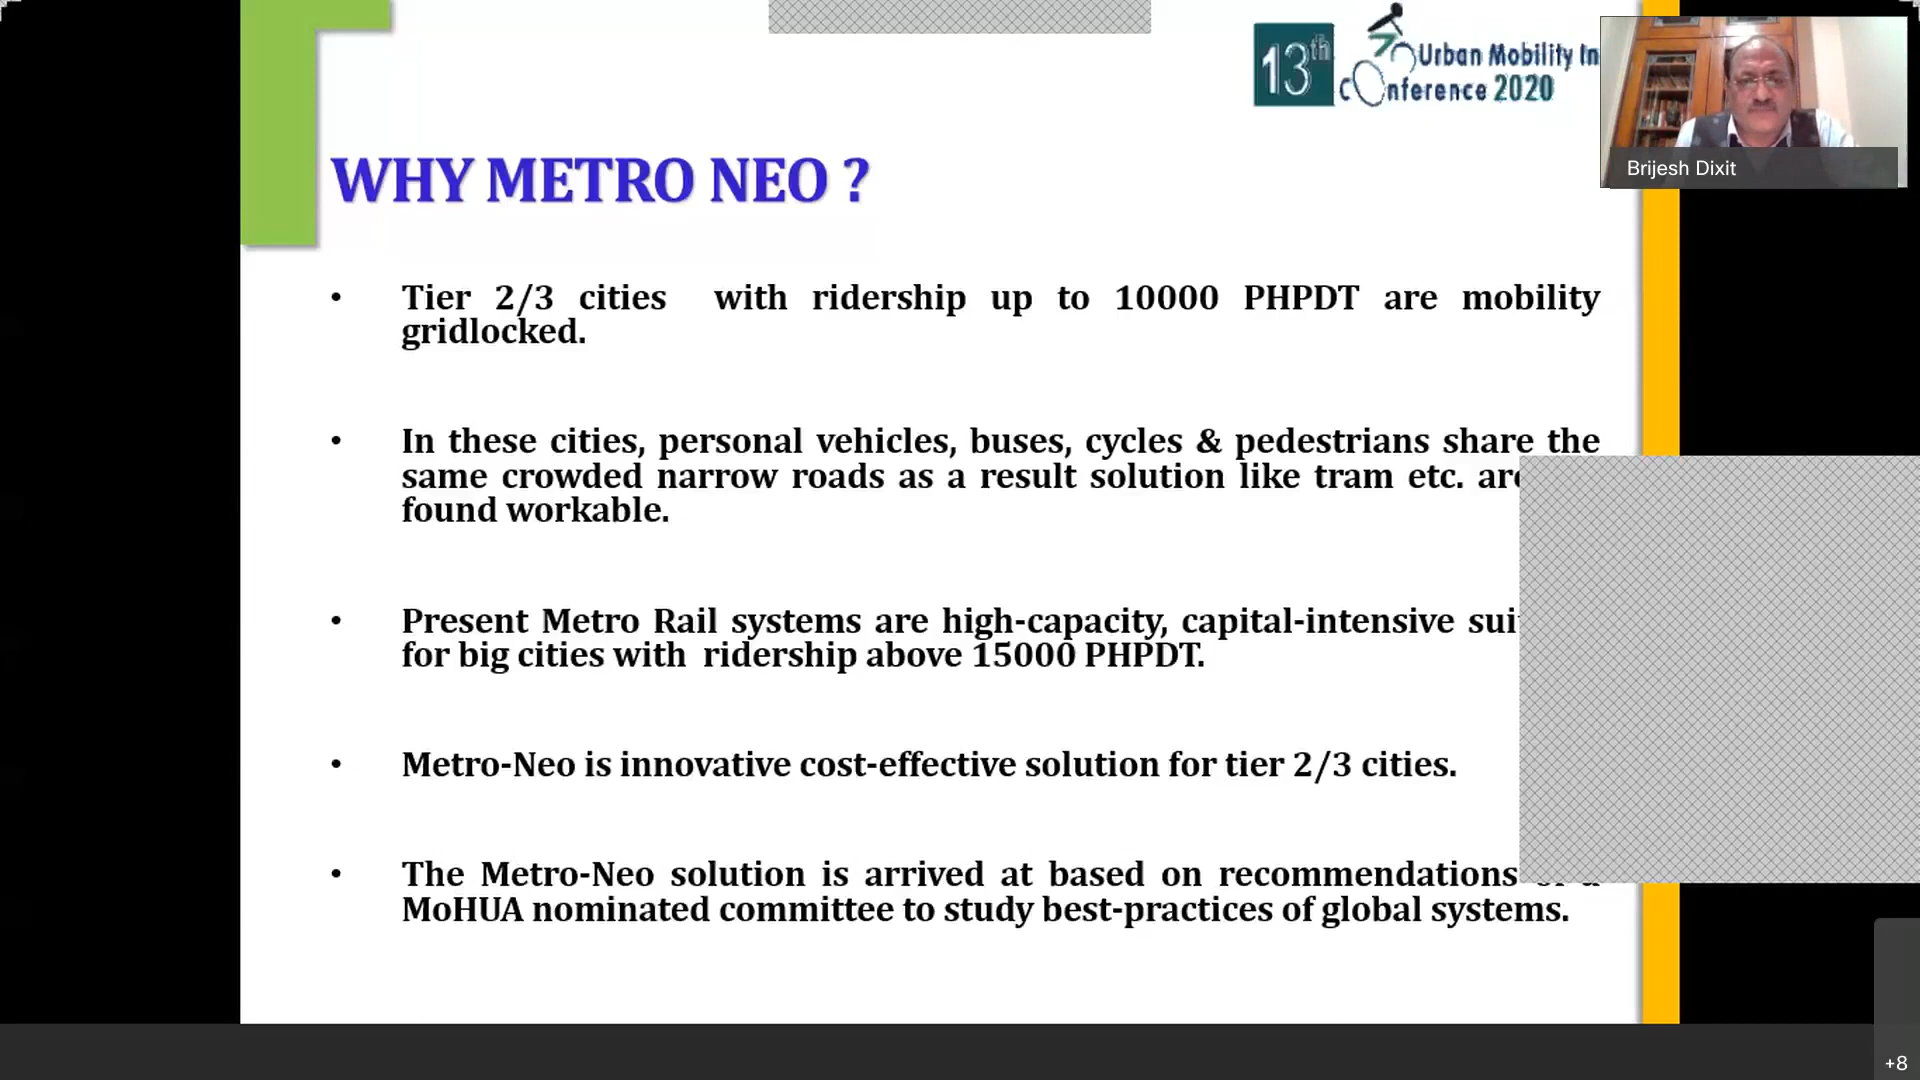 13th
Urban Mobility In
Conference 2020
Brijesh Dixit
WHY METRO NEO ?
• Tier 2/3 cities with ridership up to 10000 PHPDT are mobility
gridlocked.
• In these cities, personal vehicles, buses, cycles & pedestrians share the
same crowded narrow roads as a result solution like tram etc. are
found workable.
• Present Metro Rail systems are high-capacity, capital-intensive
for big cities with ridership above 15000 PHPDT.
• Metro-Neo is innovative cost-effective solution for tier 2/3 cities.
• The Metro-Neo solution is arrived at based on recommendations
MoHUA nominated committee to study best-practices of global systems.
+8